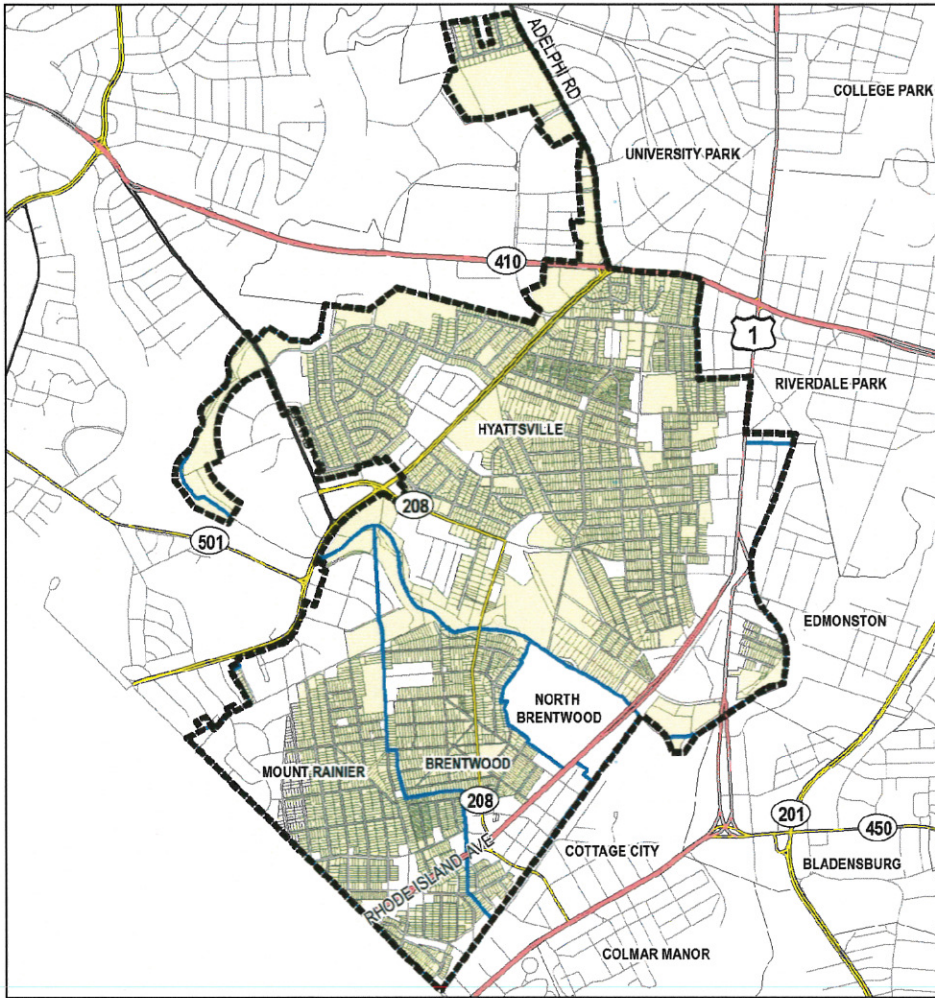 ADELPHI RD
COLLEGE PARK
UNIVERSITY PARK
410
1
RIVERDALE PARK
HYATTSVILLE
208
501
EDMONSTON
NORTH
BRENTWOOD
MOUNT RAINIER
BRENTWOOD
208
201
450
RHODE ISLAND AVE
COTTAGE CITY
BLADENSBURG
COLMAR MANOR